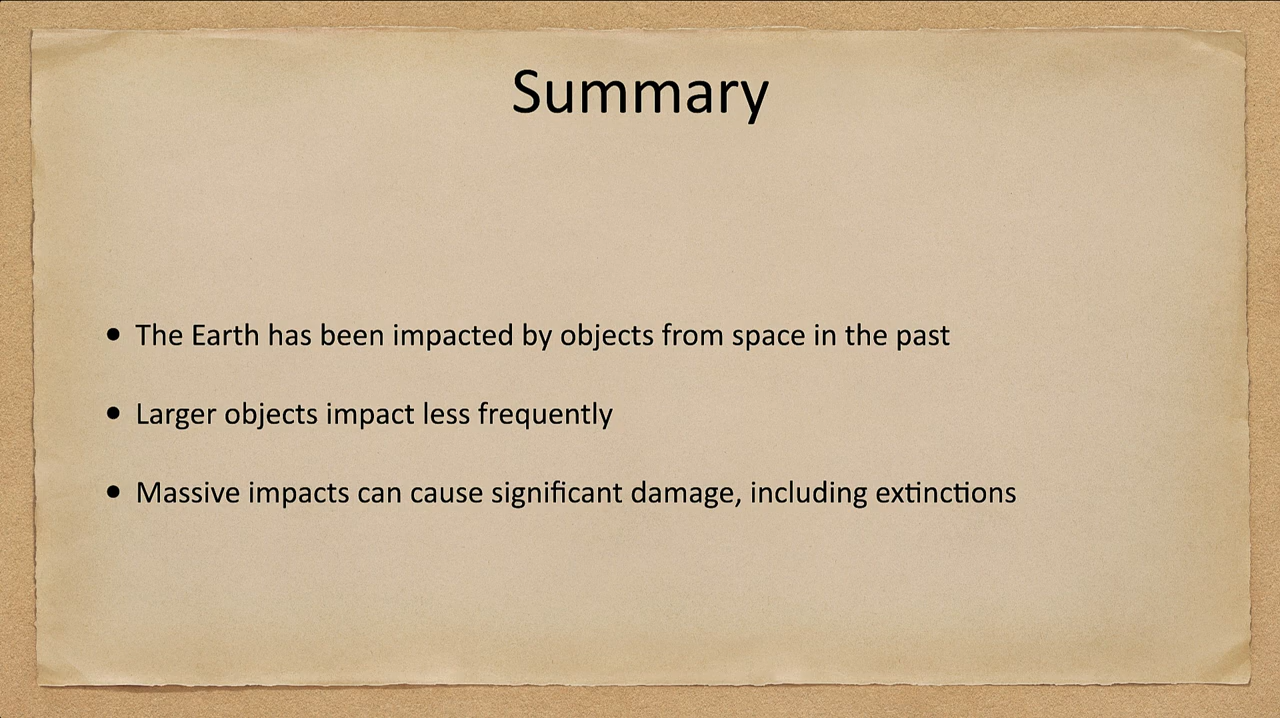 Summary
• The Earth has been impacted by objects from space in the past
• Larger objects impact less frequently
• Massive impacts can cause significant damage, including extinctions